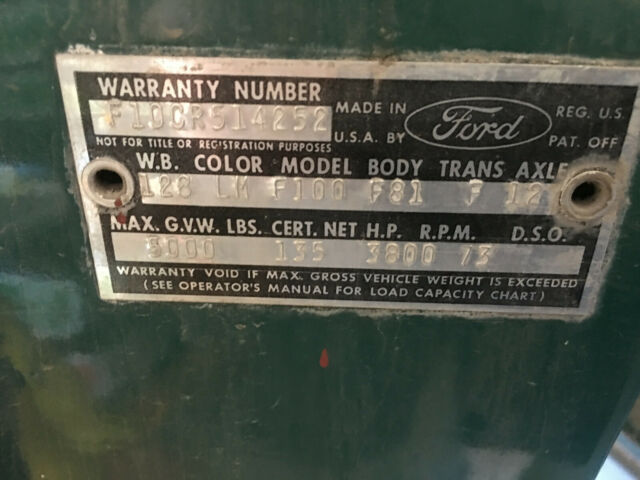 WARRANTY NUMBER
F10CR514252
MADE IN
U.S.A. BY
Ford
REG. U.S.
PAT. OFF.
NOT FOR TITLE OR REGISTRATION PURPOSES
W.B. COLOR MODEL BODY TRANS AXLE
128 LM F100 F81 F 12
MAX. G.V.W. LBS. CERT. NET H.P. R.P.M. D.S.O.
5000 135 3800 73
WARRANTY VOID IF MAX. GROSS VEHICLE WEIGHT IS EXCEEDED
(SEE OPERATOR'S MANUAL FOR LOAD CAPACITY CHART)